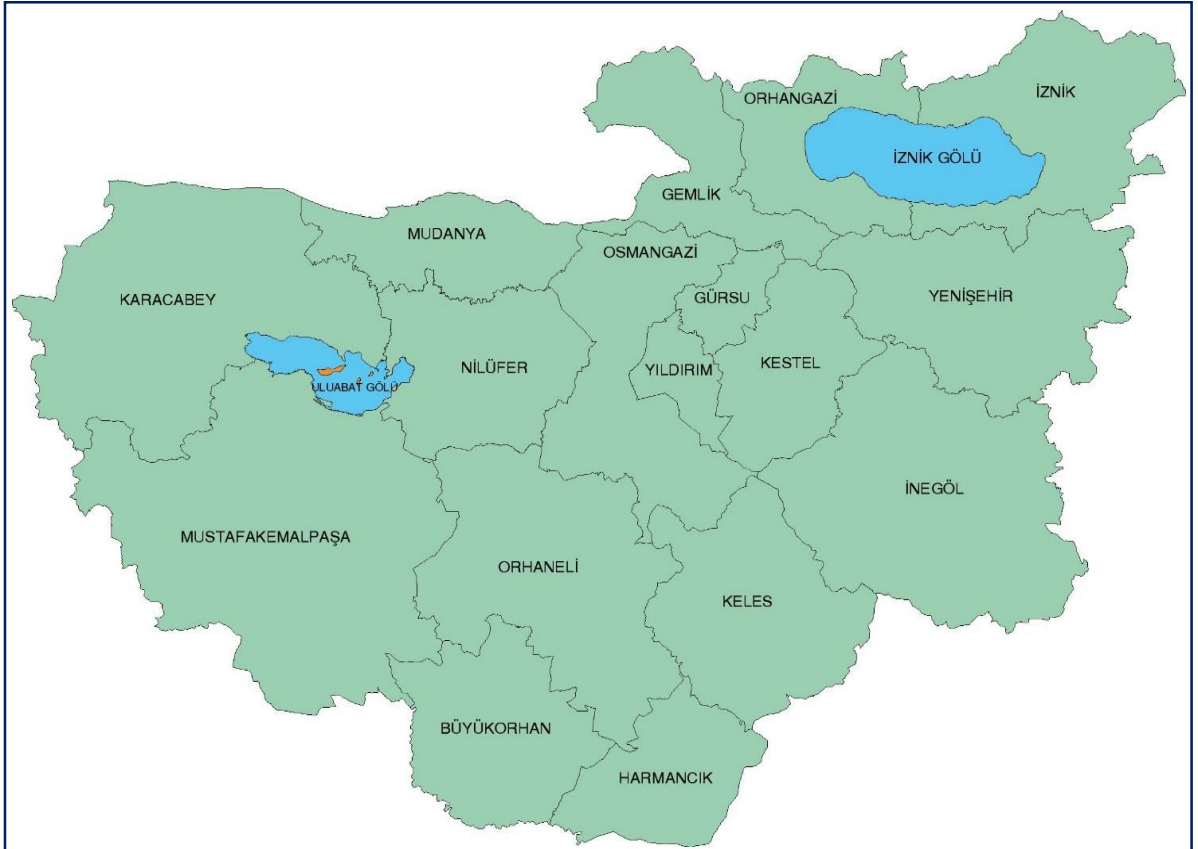 İZNİK
ORHANGAZİ
İZNİK GÖLÜ
GEMLİK
MUDANYA
OSMANGAZİ
KARACABEY
GÜRSU
YENİŞEHİR
NİLÜFER
YILDIRIM
KESTEL
ULUABAT GÖLÜ
İNEGÖL
MUSTAFAKEMALPAŞA
ORHANELİ
KELES
BÜYÜKORHAN
HARMANCIK